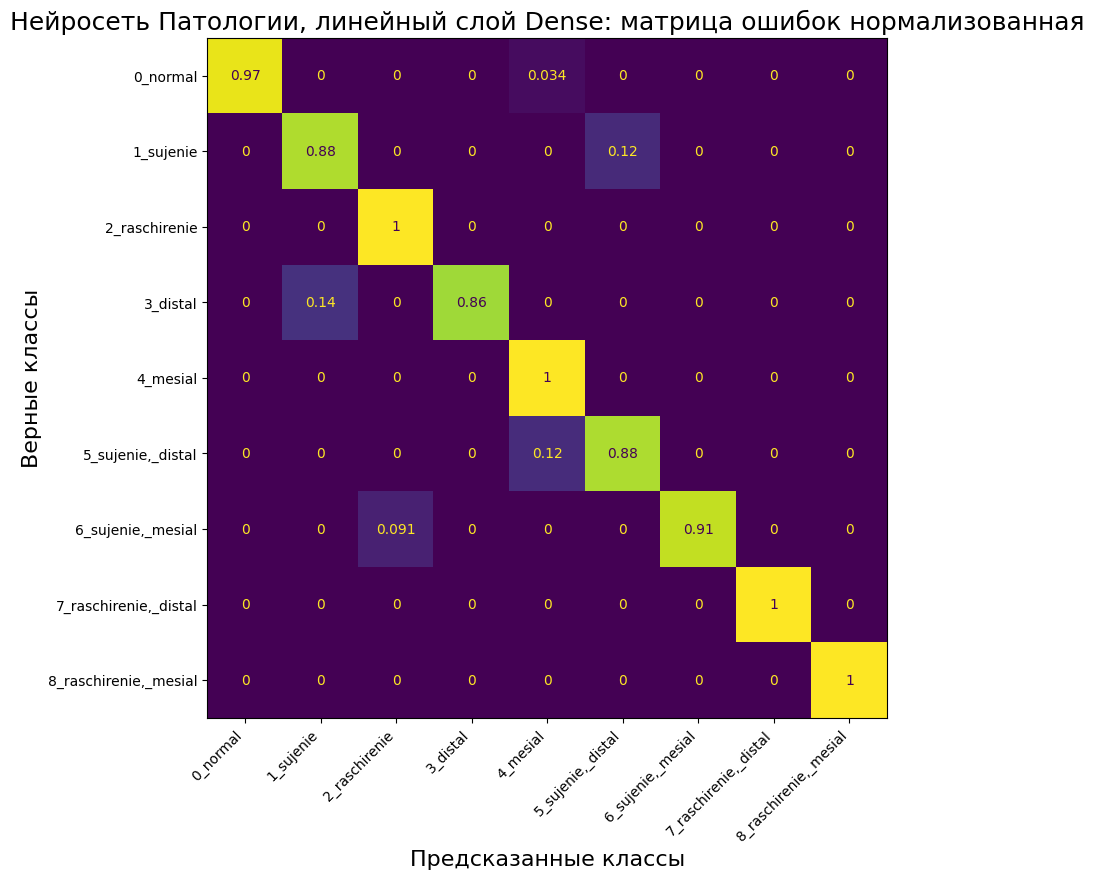 Нейросеть Патологии, линейный слой Dense: матрица ошибок нормализованная
Верные классы
0_normal 0.97 0 0 0 0.034 0 0 0 0
1_sujenie 0 0.88 0 0 0 0.12 0 0 0
2_raschirenie 0 0 1 0 0 0 0 0 0
3_distal 0 0.14 0 0.86 0 0 0 0 0
4_mesial 0 0 0 0 1 0 0 0 0
5_sujenie,_distal 0 0 0 0 0.12 0.88 0 0 0
6_sujenie,_mesial 0 0 0.091 0 0 0 0.91 0 0
7_raschirenie,_distal 0 0 0 0 0 0 0 1 0
8_raschirenie,_mesial 0 0 0 0 0 0 0 0 1
0_normal
1_sujenie
2_raschirenie
3_distal
4_mesial
5_sujenie,_distal
6_sujenie,_mesial
7_raschirenie,_distal
8_raschirenie,_mesial
Предсказанные классы